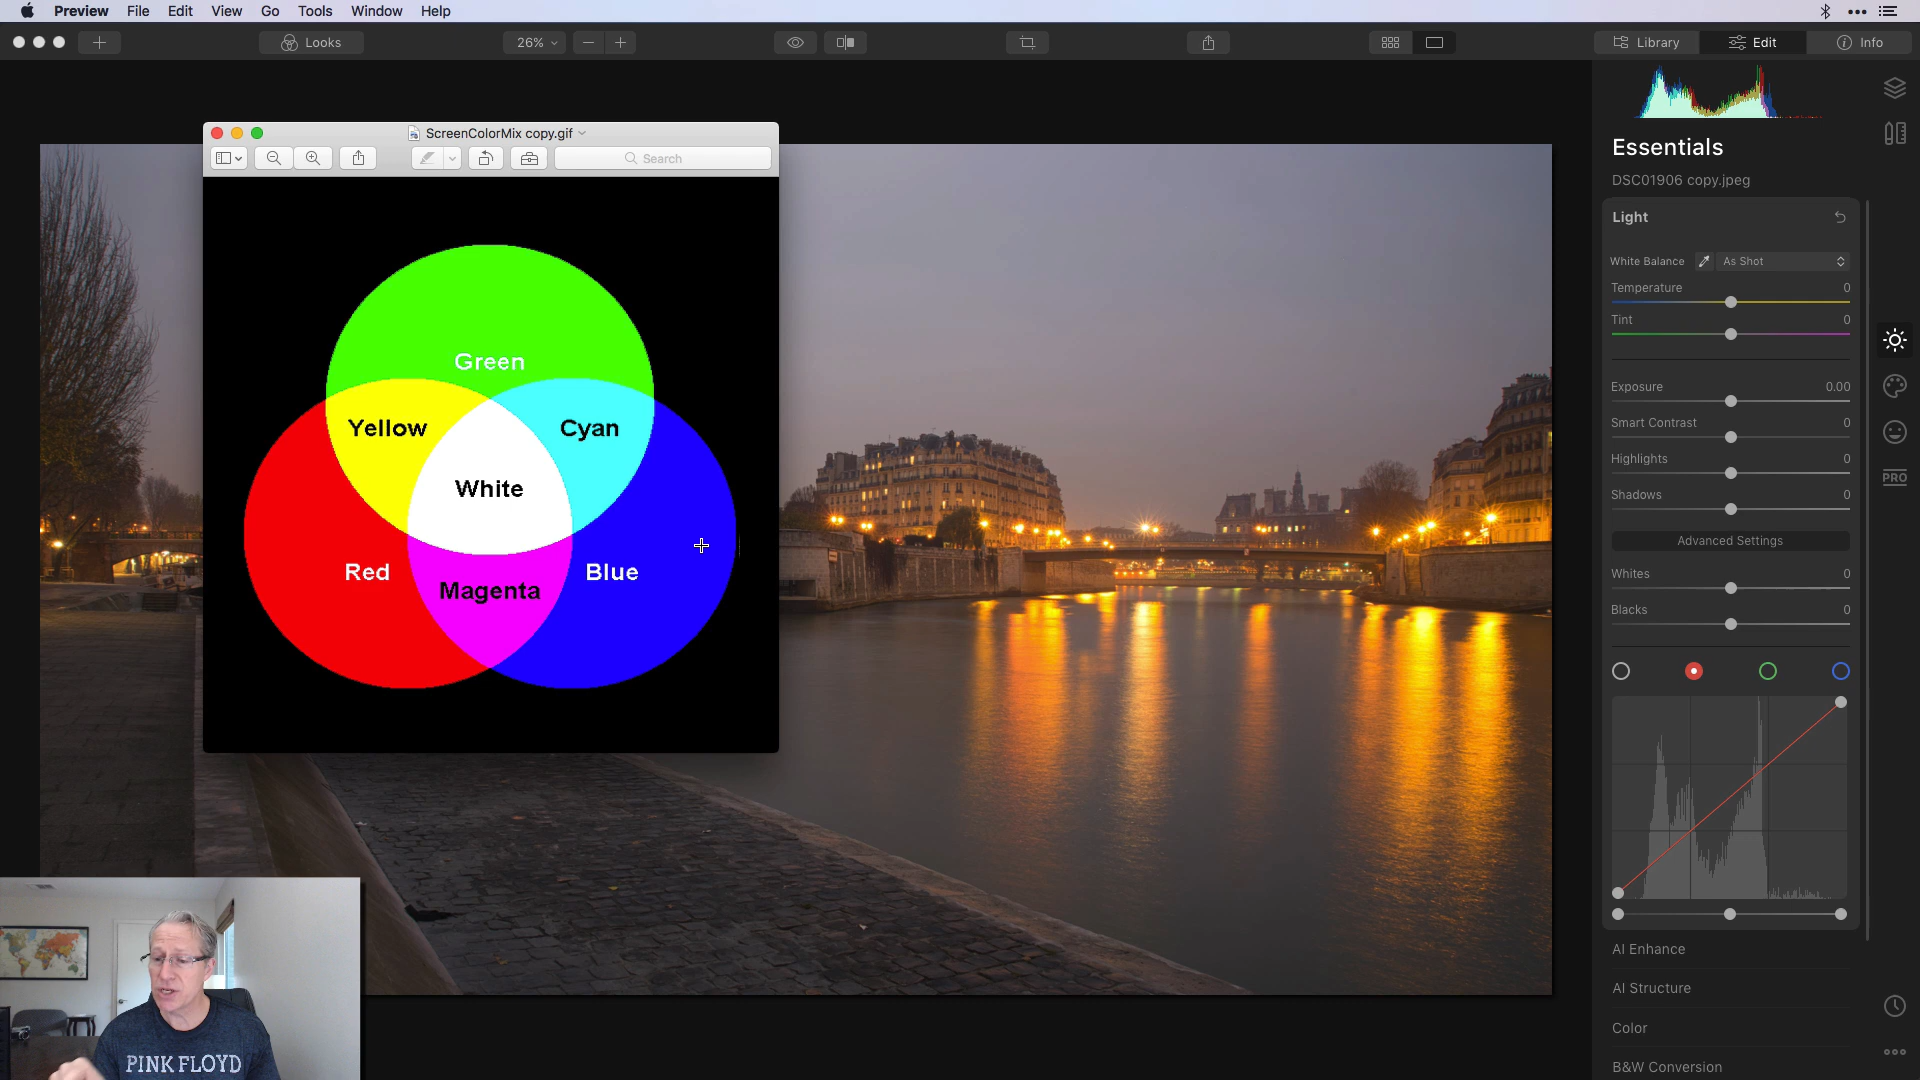 Preview File Edit View Go Tools Window Help
Looks 26% Library Edit Info
ScreenColorMix copy.gif
Search
Green
Yellow Cyan
White
Red Blue
Magenta
Essentials
DSC01906 copy.jpeg
Light
White Balance As Shot
Temperature 0
Tint 0
Exposure 0.00
Smart Contrast 0
Highlights 0
Shadows 0
Advanced Settings
Whites 0
Blacks 0
AI Enhance
AI Structure
Color
B&W Conversion
PRO
PINK FLOYD